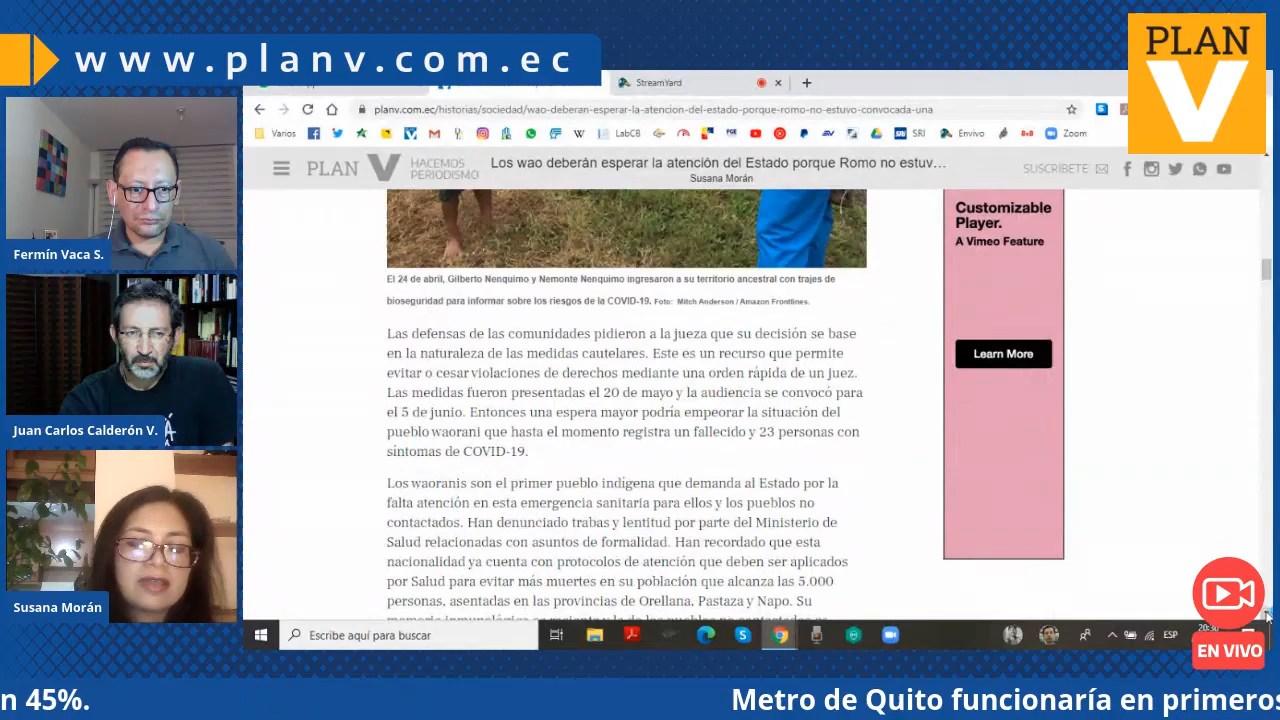 www.planv.com.ec
PLAN
V
StreamYard
planv.com.ec/historias/sociedad/wao-deberan-esperar-la-atencion-del-estado-porque-romo-no-estuvo-convocada-una
Varios
LabCB
SRI
Envivo
Zoom
PLAN V
HACEMOS
PERIODISMO
Los wao deberán esperar la atención del Estado porque Romo no estuv...
Susana Morán
SUSCRÍBETE
Fermín Vaca S.
Juan Carlos Calderón V.
Susana Morán
El 24 de abril, Gilberto Nenquimo y Nemonte Nenquimo ingresaron a su territorio ancestral con trajes de
bioseguridad para informar sobre los riesgos de la COVID-19. Foto: Mitch Anderson / Amazon Frontlines.
Las defensas de las comunidades pidieron a la jueza que su decisión se base
en la naturaleza de las medidas cautelares. Este es un recurso que permite
evitar o cesar violaciones de derechos mediante una orden rápida de un juez.
Las medidas fueron presentadas el 20 de mayo y la audiencia se convocó para
el 5 de junio. Entonces una espera mayor podría empeorar la situación del
pueblo waorani que hasta el momento registra un fallecido y 23 personas con
síntomas de COVID-19.
Los waoranis son el primer pueblo indígena que demanda al Estado por la
falta atención en esta emergencia sanitaria para ellos y los pueblos no
contactados. Han denunciado trabas y lentitud por parte del Ministerio de
Salud relacionadas con asuntos de formalidad. Han recordado que esta
nacionalidad ya cuenta con protocolos de atención que deben ser aplicados
por Salud para evitar más muertes en su población que alcanza las 5.000
personas, asentadas en las provincias de Orellana, Pastaza y Napo. Su
Customizable
Player.
A Vimeo Feature
Learn More
Escribe aquí para buscar
ESP
EN VIVO
n 45%.
Metro de Quito funcionaría en primeros